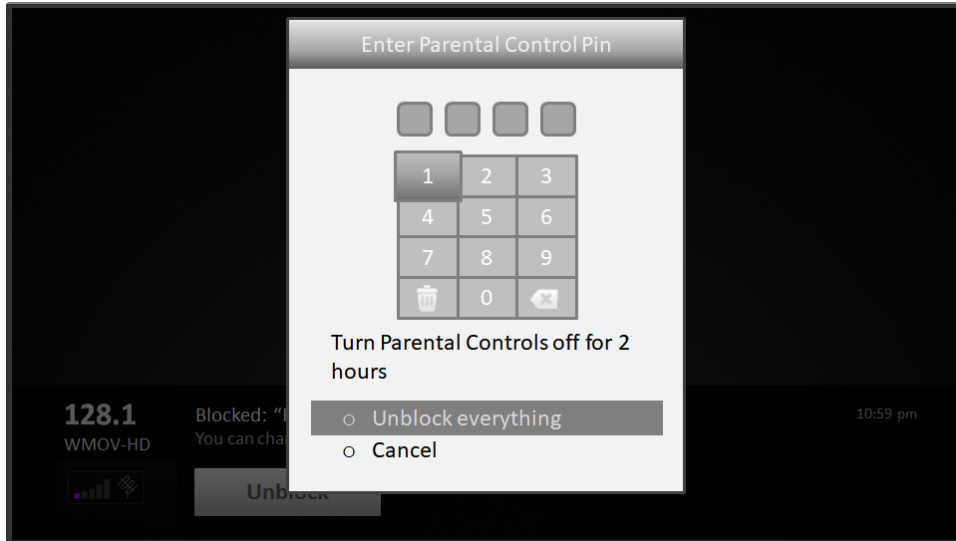 Enter Parental Control Pin
1 2 3
4 5 6
7 8 9
0
Turn Parental Controls off for 2
hours
Unblock everything
Cancel
128.1
WMOV-HD
Blocked:
You can
10:59 pm
Unblock